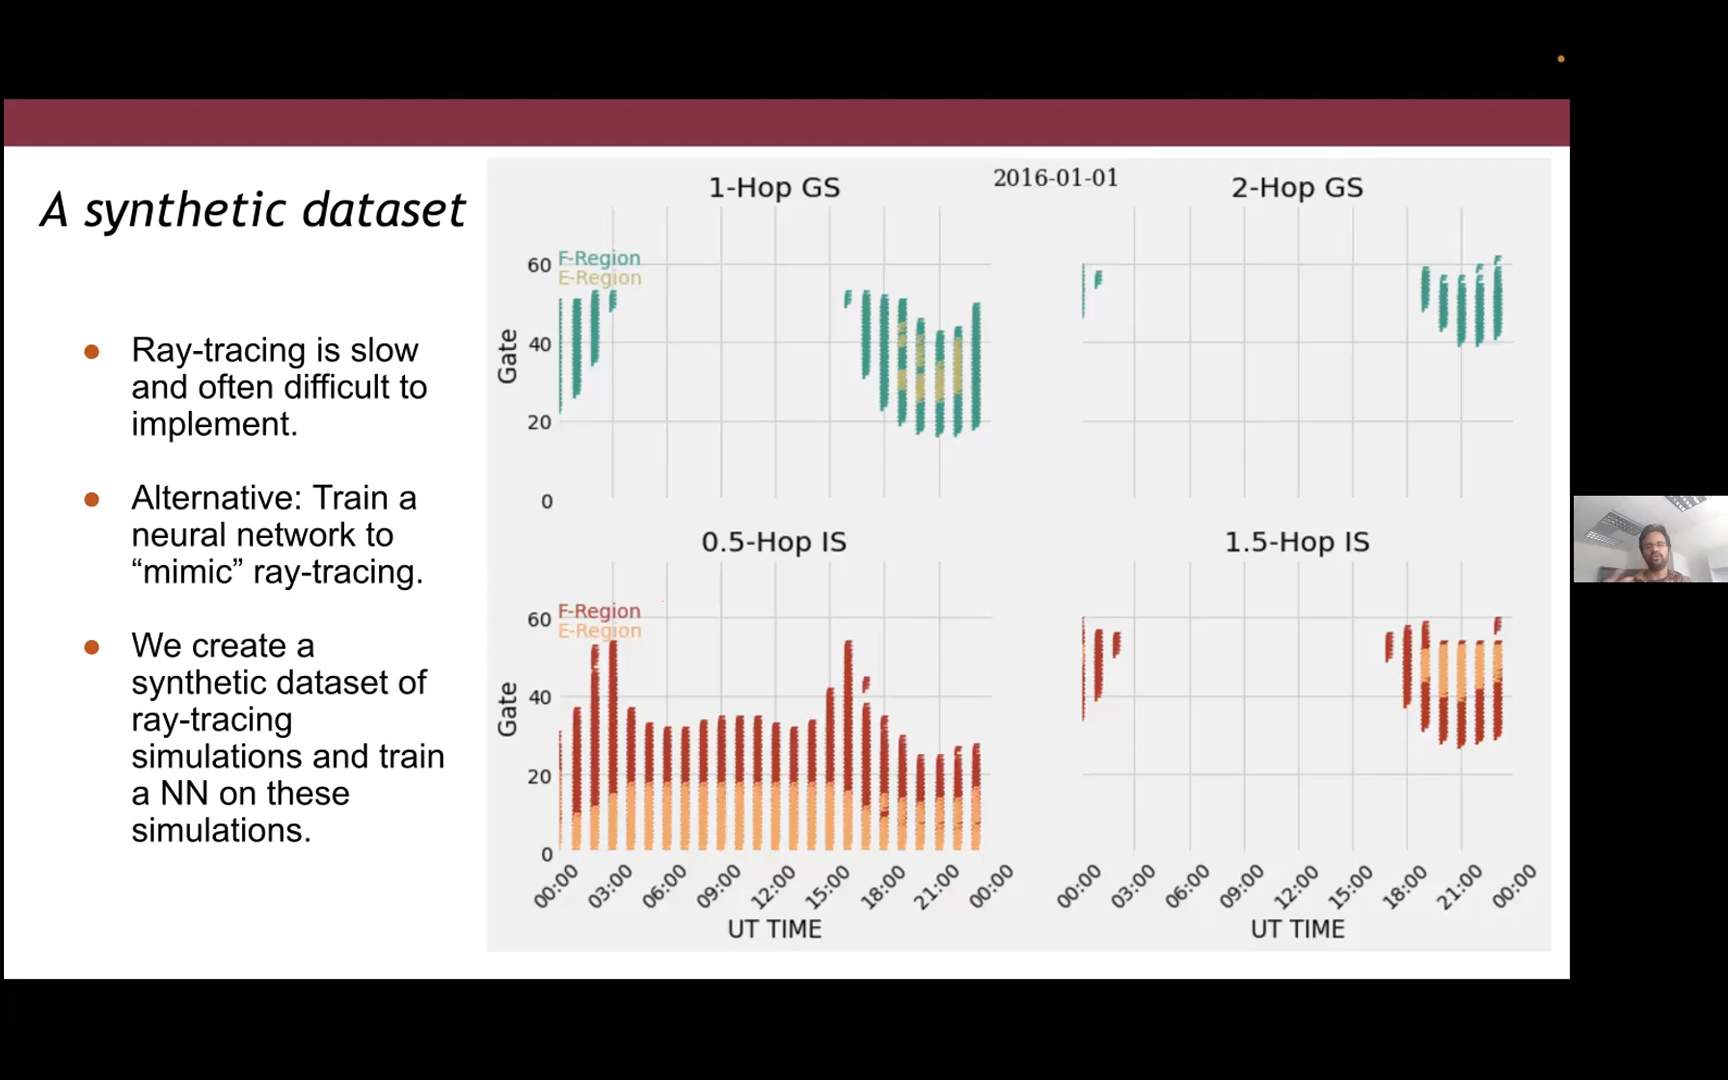 A synthetic dataset
Ray-tracing is slow
and often difficult to
implement.
Alternative: Train a
neural network to
“mimic” ray-tracing.
We create a
synthetic dataset of
ray-tracing
simulations and train
a NN on these
simulations.
2016-01-01
1-Hop GS
F-Region
E-Region
Gate
60
40
20
0
2-Hop GS
0.5-Hop IS
F-Region
E-Region
Gate
60
40
20
0
00:00
03:00
06:00
09:00
12:00
15:00
18:00
21:00
00:00
UT TIME
1.5-Hop IS
00:00
03:00
06:00
09:00
12:00
15:00
18:00
21:00
00:00
UT TIME